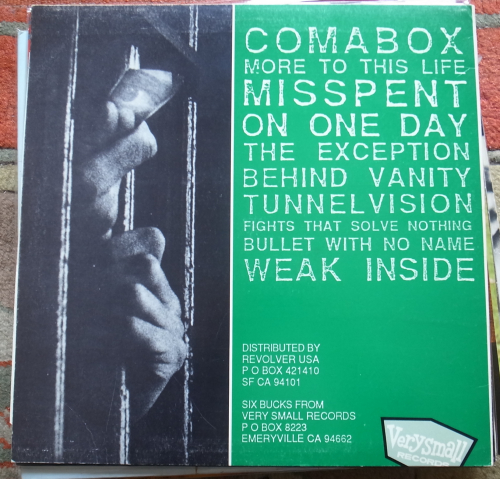 COMABOX
MORE TO THIS LIFE
MISSPENT
ON ONE DAY
THE EXCEPTION
BEHIND VANITY
TUNNELVISION
FIGHTS THAT SOLVE NOTHING
BULLET WITH NO NAME
WEAK INSIDE
DISTRIBUTED BY
REVOLVER USA
P O BOX 421410
SF CA 94101
SIX BUCKS FROM
VERY SMALL RECORDS
P O BOX 8223
EMERYVILLE CA 94662
Very small
RECORDS